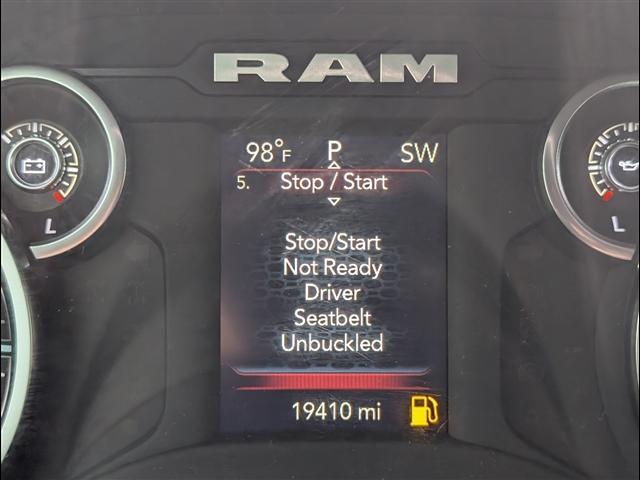 RAM
98°F P SW
5. Stop / Start
Stop/Start
Not Ready
Driver
Seatbelt
Unbuckled
19410 mi
L
L